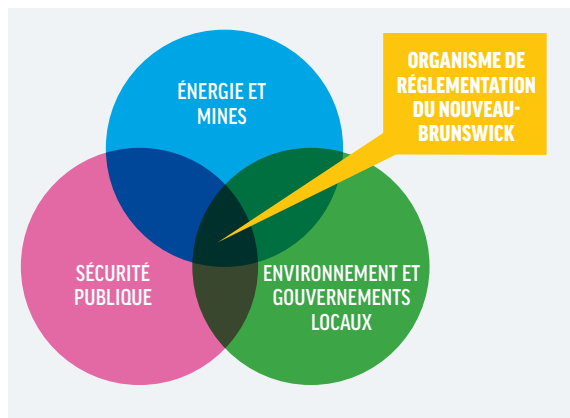 ÉNERGIE ET
MINES
ORGANISME DE
RÉGLEMENTATION
DU NOUVEAU-
BRUNSWICK
SÉCURITÉ
PUBLIQUE
ENVIRONNEMENT ET
GOUVERNEMENTS
LOCAUX